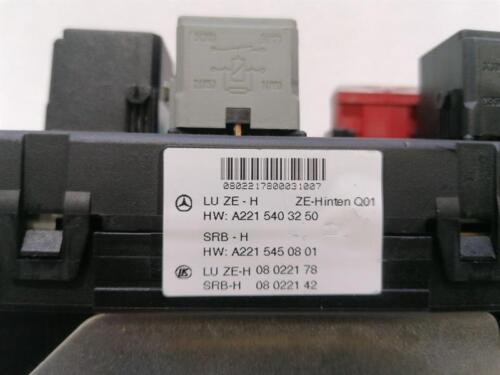 0802217800031007
LU ZE - H ZE-Hinten Q01
HW: A221 540 32 50
SRB - H
HW: A221 545 08 01
LU ZE-H 08 0221 78
SRB-H 08 0221 42